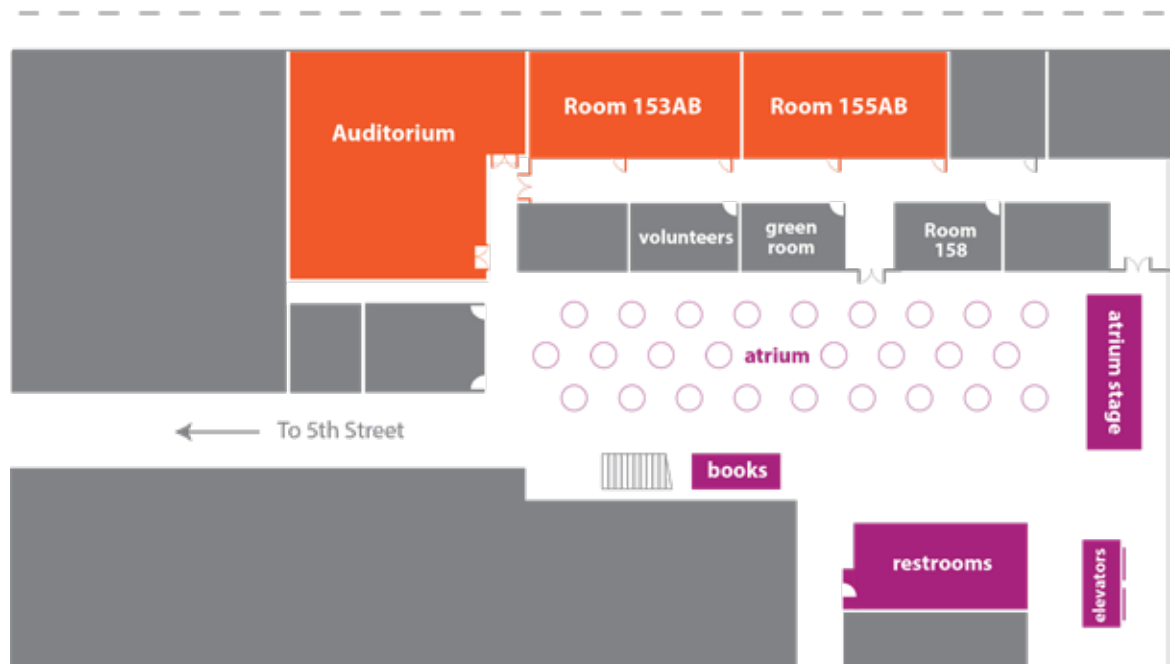 Auditorium
Room 153AB
Room 155AB
volunteers
green
room
Room
158
atrium
atrium stage
To 5th Street
books
restrooms
elevators